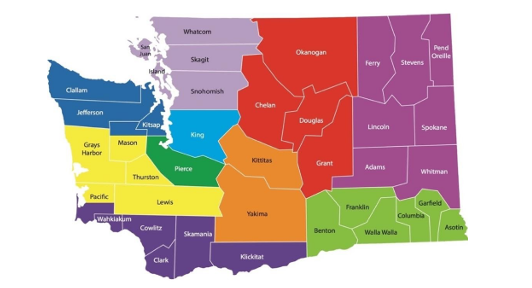 Whatcom
San
Juan
Skagit
Island
Snohomish
Okanogan
Ferry
Stevens
Pend
Oreille
Clallam
Jefferson
Kitsap
King
Chelan
Douglas
Lincoln
Spokane
Grays
Harbor
Mason
Pierce
Kittitas
Grant
Adams
Whitman
Thurston
Pacific
Lewis
Yakima
Franklin
Garfield
Columbia
Asotin
Benton
Walla Walla
Wahkiakum
Cowlitz
Skamania
Clark
Klickitat